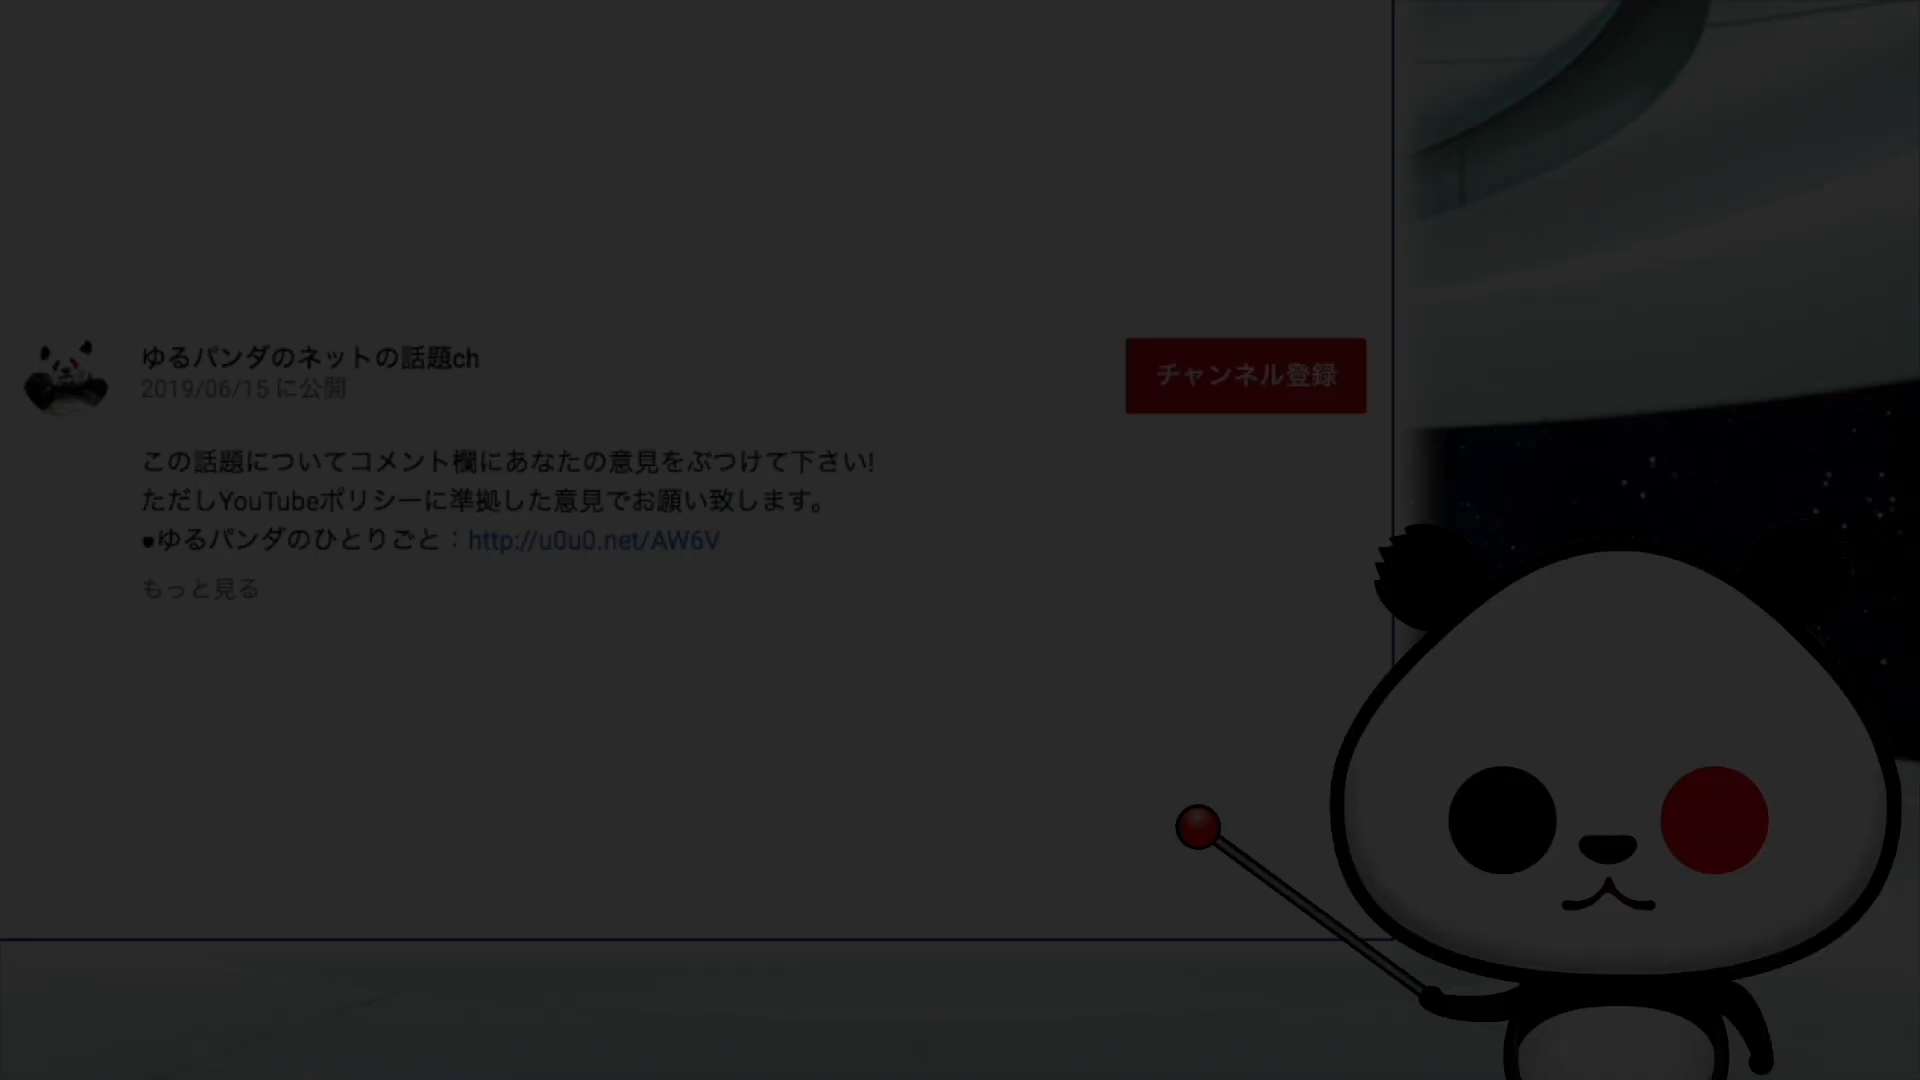 ゆるパンダのネットの話題ch
2019/06/15 に公開
チャンネル登録
この話題についてコメント欄にあなたの意見をぶつけて下さい!
ただしYouTubeポリシーに準拠した意見でお願い致します。
●ゆるパンダのひとりごと：http://u0u0.net/AW6V
もっと見る